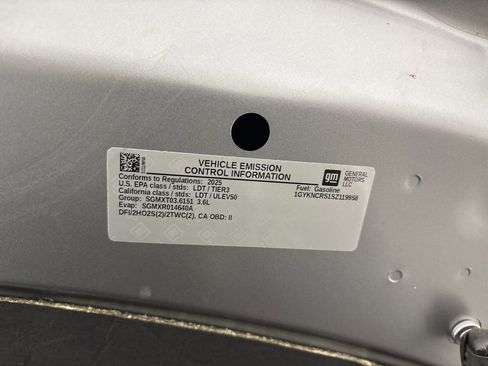 VEHICLE EMISSION
CONTROL INFORMATION
gm
GENERAL
MOTORS
LLC
Conforms to Regulations: 2025
U.S. EPA class / stds: LDT / TIER3
California class / stds: LDT / ULEV50
Group: SGMXT03.6151 3.6L
Evap: SGMXR014640A
DFI/2HO2S(2)/2TWC(2), CA OBD: II
Fuel: Gasoline
1GYKNCRS1SZ119958